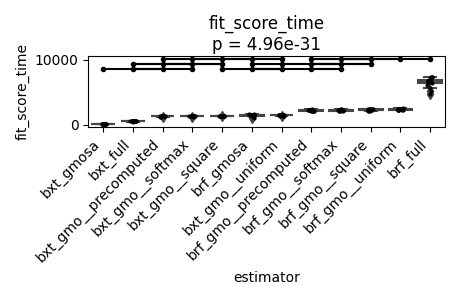 fit_score_time
p = 4.96e-31
fit_score_time
10000
0
bxt_gmosa
bxt_full
bxt_gmo__precomputed
bxt_gmo__softmax
bxt_gmo__square
brf_gmosa
bxt_gmo__uniform
brf_gmo__precomputed
brf_gmo__softmax
brf_gmo__square
brf_gmo__uniform
brf_full
estimator